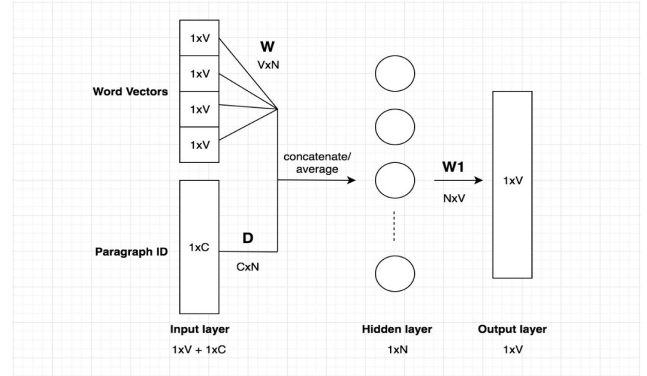 1xV
W
VxN
1xV
Word Vectors
1xV
1xV
concatenate/
average
W1
NxV
1xV
Paragraph ID
1xC
D
CxN
Input layer
1xV + 1xC
Hidden layer
1xN
Output layer
1xV